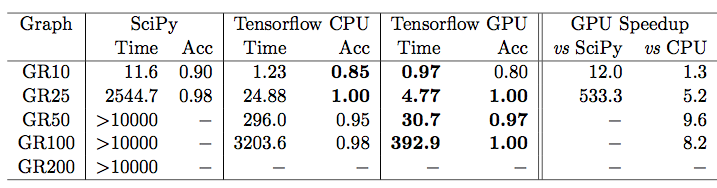 Graph SciPy Tensorflow CPU Tensorflow GPU GPU Speedup
Time Acc Time Acc Time Acc vs SciPy vs CPU
GR10 11.6 0.90 1.23 0.85 0.97 0.80 12.0 1.3
GR25 2544.7 0.98 24.88 1.00 4.77 1.00 533.3 5.2
GR50 >10000 − 296.0 0.95 30.7 0.97 − 9.6
GR100 >10000 − 3203.6 0.98 392.9 1.00 − 8.2
GR200 >10000 − − − − − − −